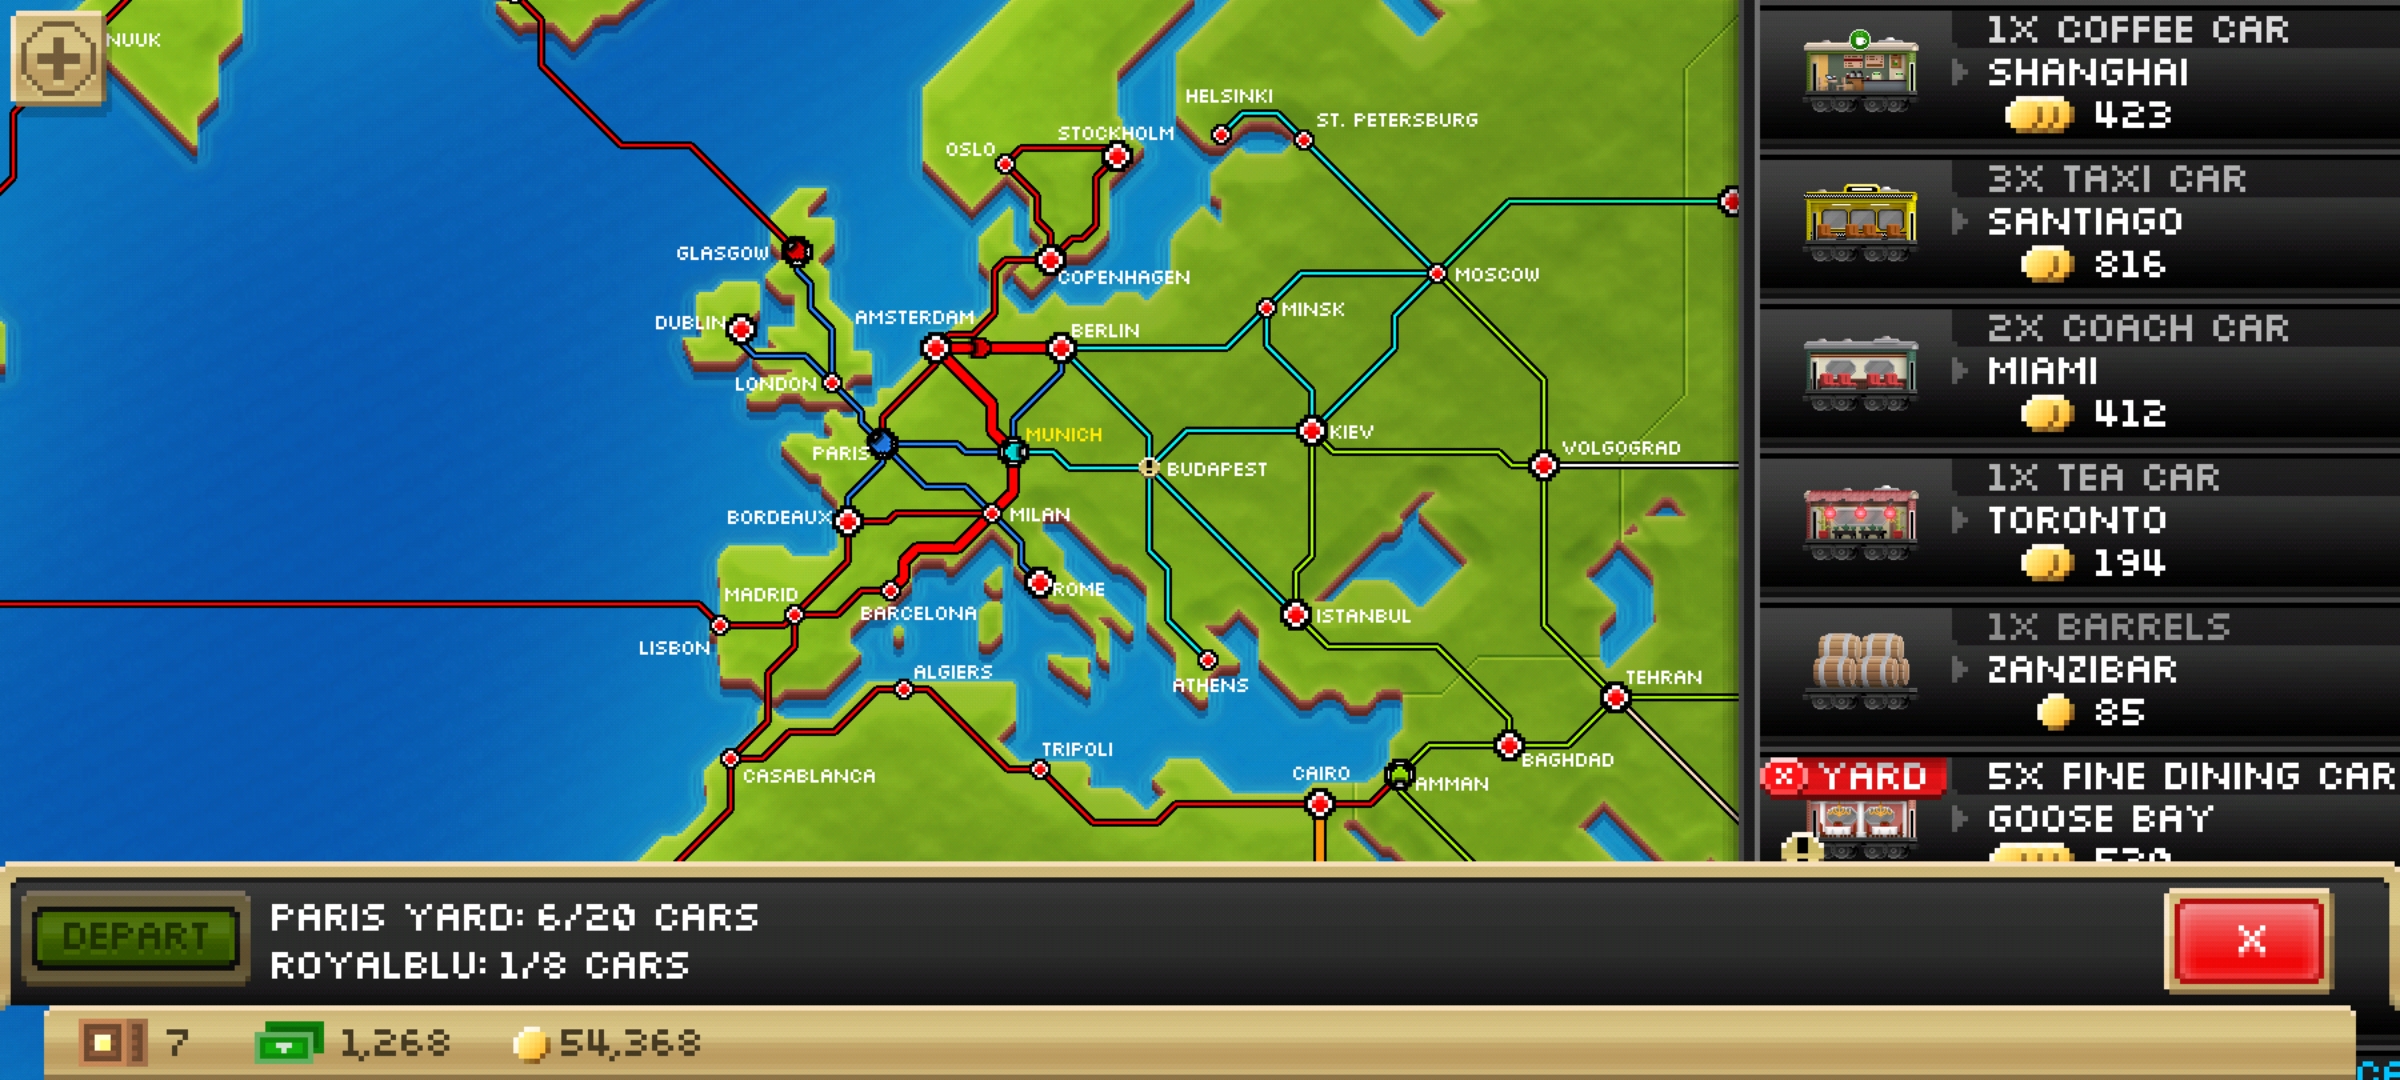 NUUK
HELSINKI
ST. PETERSBURG
STOCKHOLM
OSLO
GLASGOW
COPENHAGEN
MOSCOW
MINSK
DUBLIN
AMSTERDAM
BERLIN
LONDON
MUNICH
KIEV
VOLGOGRAD
PARIS
BUDAPEST
BORDEAUX
MILAN
MADRID
ROME
BARCELONA
ISTANBUL
LISBON
ALGIERS
ATHENS
TEHRAN
TRIPOLI
CASABLANCA
CAIRO
AMMAN
BAGHDAD
1X COFFEE CAR
SHANGHAI
423
3X TAXI CAR
SANTIAGO
816
2X COACH CAR
MIAMI
412
1X TEA CAR
TORONTO
194
1X BARRELS
ZANZIBAR
85
X YARD
5X FINE DINING CAR
GOOSE BAY
DEPART
PARIS YARD: 6/20 CARS
ROYALBLU: 1/8 CARS
X
7
1,268
54,368